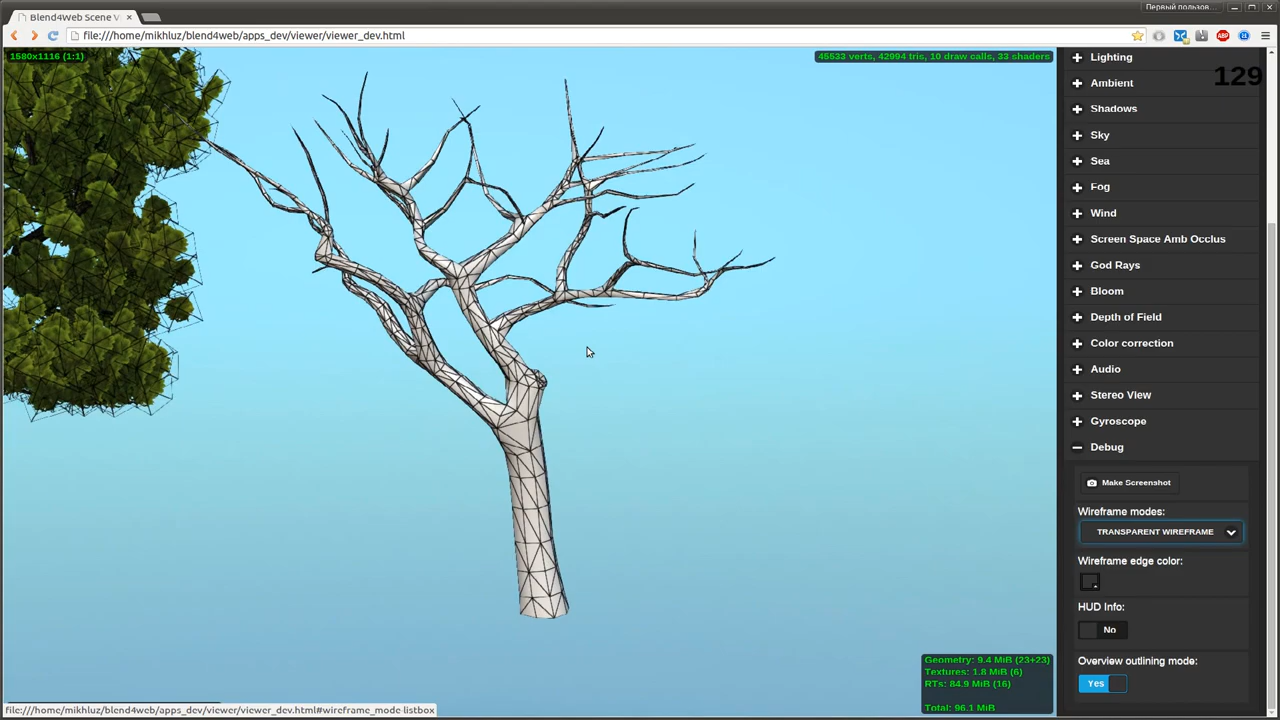 Blend4Web Scene V
Первый пользов...
file:///home/mikhluz/blend4web/apps_dev/viewer/viewer_dev.html
ABP
1580x1116 (1:1)
45533 verts, 42994 tris, 10 draw calls, 33 shaders
129
Lighting
Ambient
Shadows
Sky
Sea
Fog
Wind
Screen Space Amb Occlus
God Rays
Bloom
Depth of Field
Color correction
Audio
Stereo View
Gyroscope
Debug
Make Screenshot
Wireframe modes:
TRANSPARENT WIREFRAME
Wireframe edge color:
HUD Info:
No
Overview outlining mode:
Yes
Geometry: 9.4 MiB (23+23)
Textures: 1.8 MiB (6)
RTs: 84.9 MiB (16)
Total: 96.1 MiB
file:///home/mikhluz/blend4web/apps_dev/viewer/viewer_dev.html#wireframe_mode-listbox